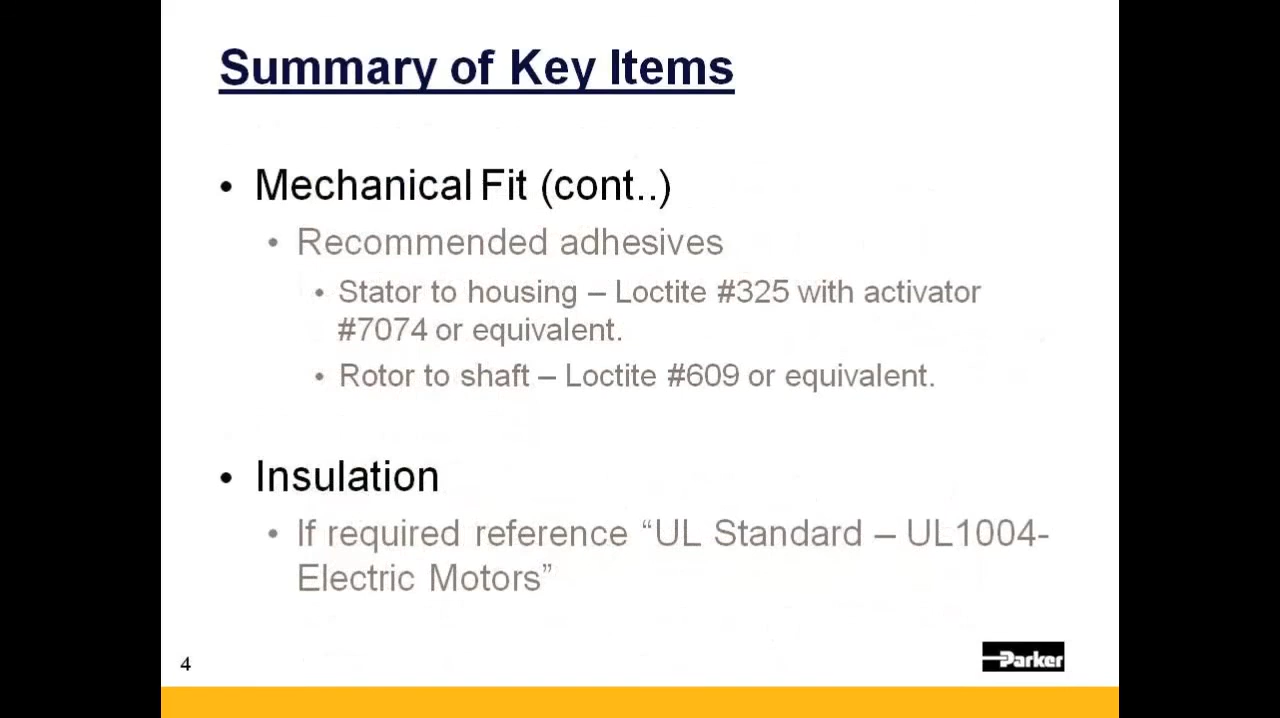 Summary of Key Items
• Mechanical Fit (cont..)
• Recommended adhesives
• Stator to housing – Loctite #325 with activator
#7074 or equivalent.
• Rotor to shaft – Loctite #609 or equivalent.
• Insulation
• If required reference “UL Standard – UL1004-
Electric Motors”
4
Parker